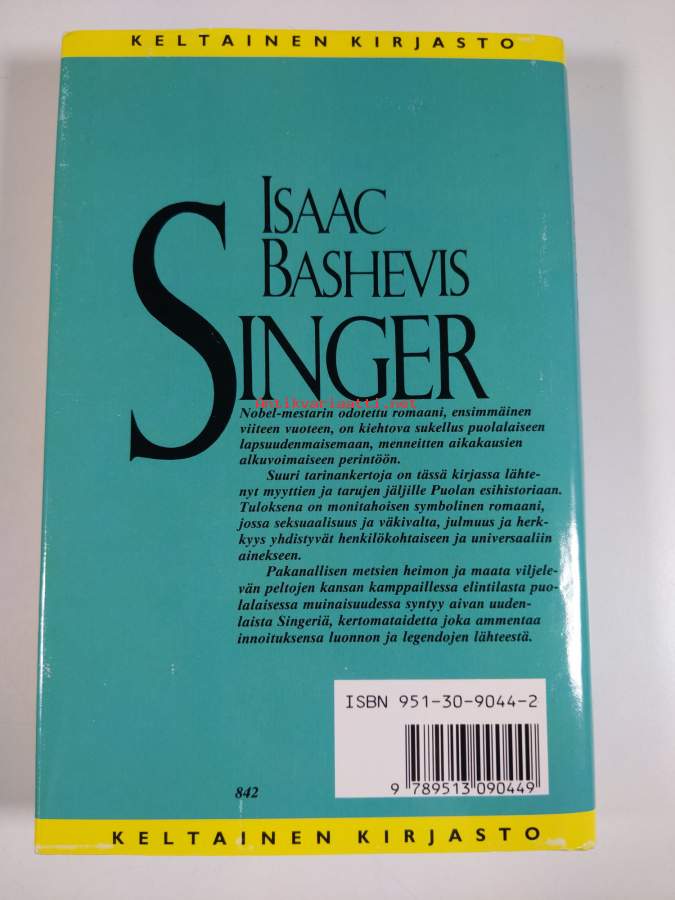 KELTAINEN KIRJASTO
ISAAC
BASHEVIS
SINGER
antikvariaatti.net
Nobel-mestarin odotettu romaani, ensimmäinen
viiteen vuoteen, on kiehtova sukellus puolalaiseen
lapsuudenmaisemaan, menneitten aikakausien
alkuvoimaiseen perintöön.
Suuri tarinankertoja on tässä kirjassa lähte-
nyt myyttien ja tarujen jäljille Puolan esihistoriaan.
Tuloksena on monitahoisen symbolinen romaani,
jossa seksuaalisuus ja väkivalta, julmuus ja herk-
kyys yhdistyvät henkilökohtaiseen ja universaaliin
ainekseen.
Pakanallisen metsien heimon ja maata viljele-
vän peltojen kansan kamppaillessa elintilasta puo-
lalaisessa muinaisuudessa syntyy aivan uuden-
laista Singeriä, kertomataidetta joka ammentaa
innoituksensa luonnon ja legendojen lähteestä.
ISBN 951-30-9044-2
9 789513 090449
842
KELTAINEN KIRJASTO